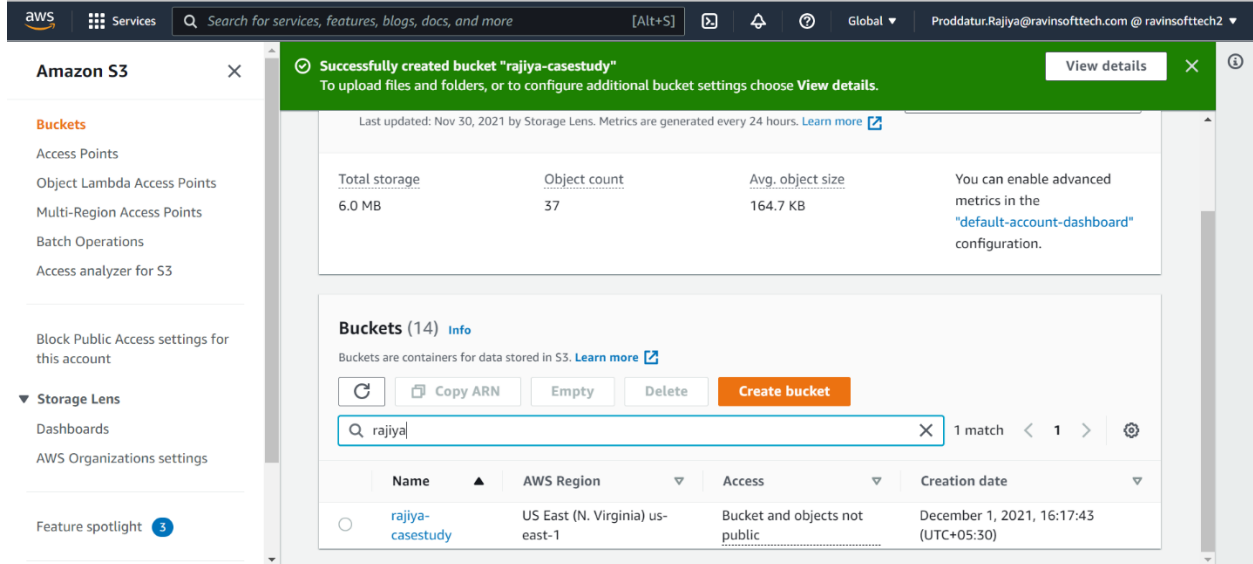 aws
Services
Search for services, features, blogs, docs, and more
[Alt+S]
Global ▼
Proddatur.Rajiya@ravinsofttech.com @ ravinsofttech2 ▼
Amazon S3
Buckets
Access Points
Object Lambda Access Points
Multi-Region Access Points
Batch Operations
Access analyzer for S3
Block Public Access settings for
this account
▼ Storage Lens
Dashboards
AWS Organizations settings
Feature spotlight 3
Successfully created bucket "rajiya-casestudy"
To upload files and folders, or to configure additional bucket settings choose View details.
View details
Last updated: Nov 30, 2021 by Storage Lens. Metrics are generated every 24 hours. Learn more
Total storage
6.0 MB
Object count
37
Avg. object size
164.7 KB
You can enable advanced
metrics in the
"default-account-dashboard"
configuration.
Buckets (14) Info
Buckets are containers for data stored in S3. Learn more
Copy ARN
Empty
Delete
Create bucket
rajiya
1 match
1
Name ▲
AWS Region
Access
Creation date
rajiya-
casestudy
US East (N. Virginia) us-
east-1
Bucket and objects not
public
December 1, 2021, 16:17:43
(UTC+05:30)